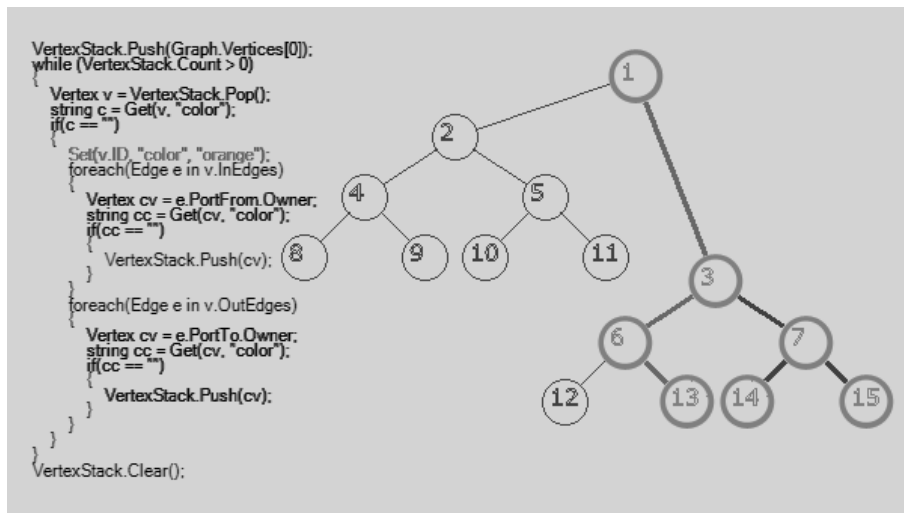 VertexStack.Push(Graph.Vertices[0]);
while (VertexStack.Count > 0)
{
Vertex v = VertexStack.Pop();
string c = Get(v, "color");
if(c == "")
{
Set(v.ID, "color", "orange");
foreach(Edge e in v.InEdges)
{
Vertex cv = e.PortFrom.Owner;
string cc = Get(cv, "color");
if(cc == "")
{
VertexStack.Push(cv);
}
}
foreach(Edge e in v.OutEdges)
{
Vertex cv = e.PortTo.Owner;
string cc = Get(cv, "color");
if(cc == "")
{
VertexStack.Push(cv);
}
}
}
}
VertexStack.Clear();
1
2
4
5
8
9
10
11
3
6
7
12
13
14
15